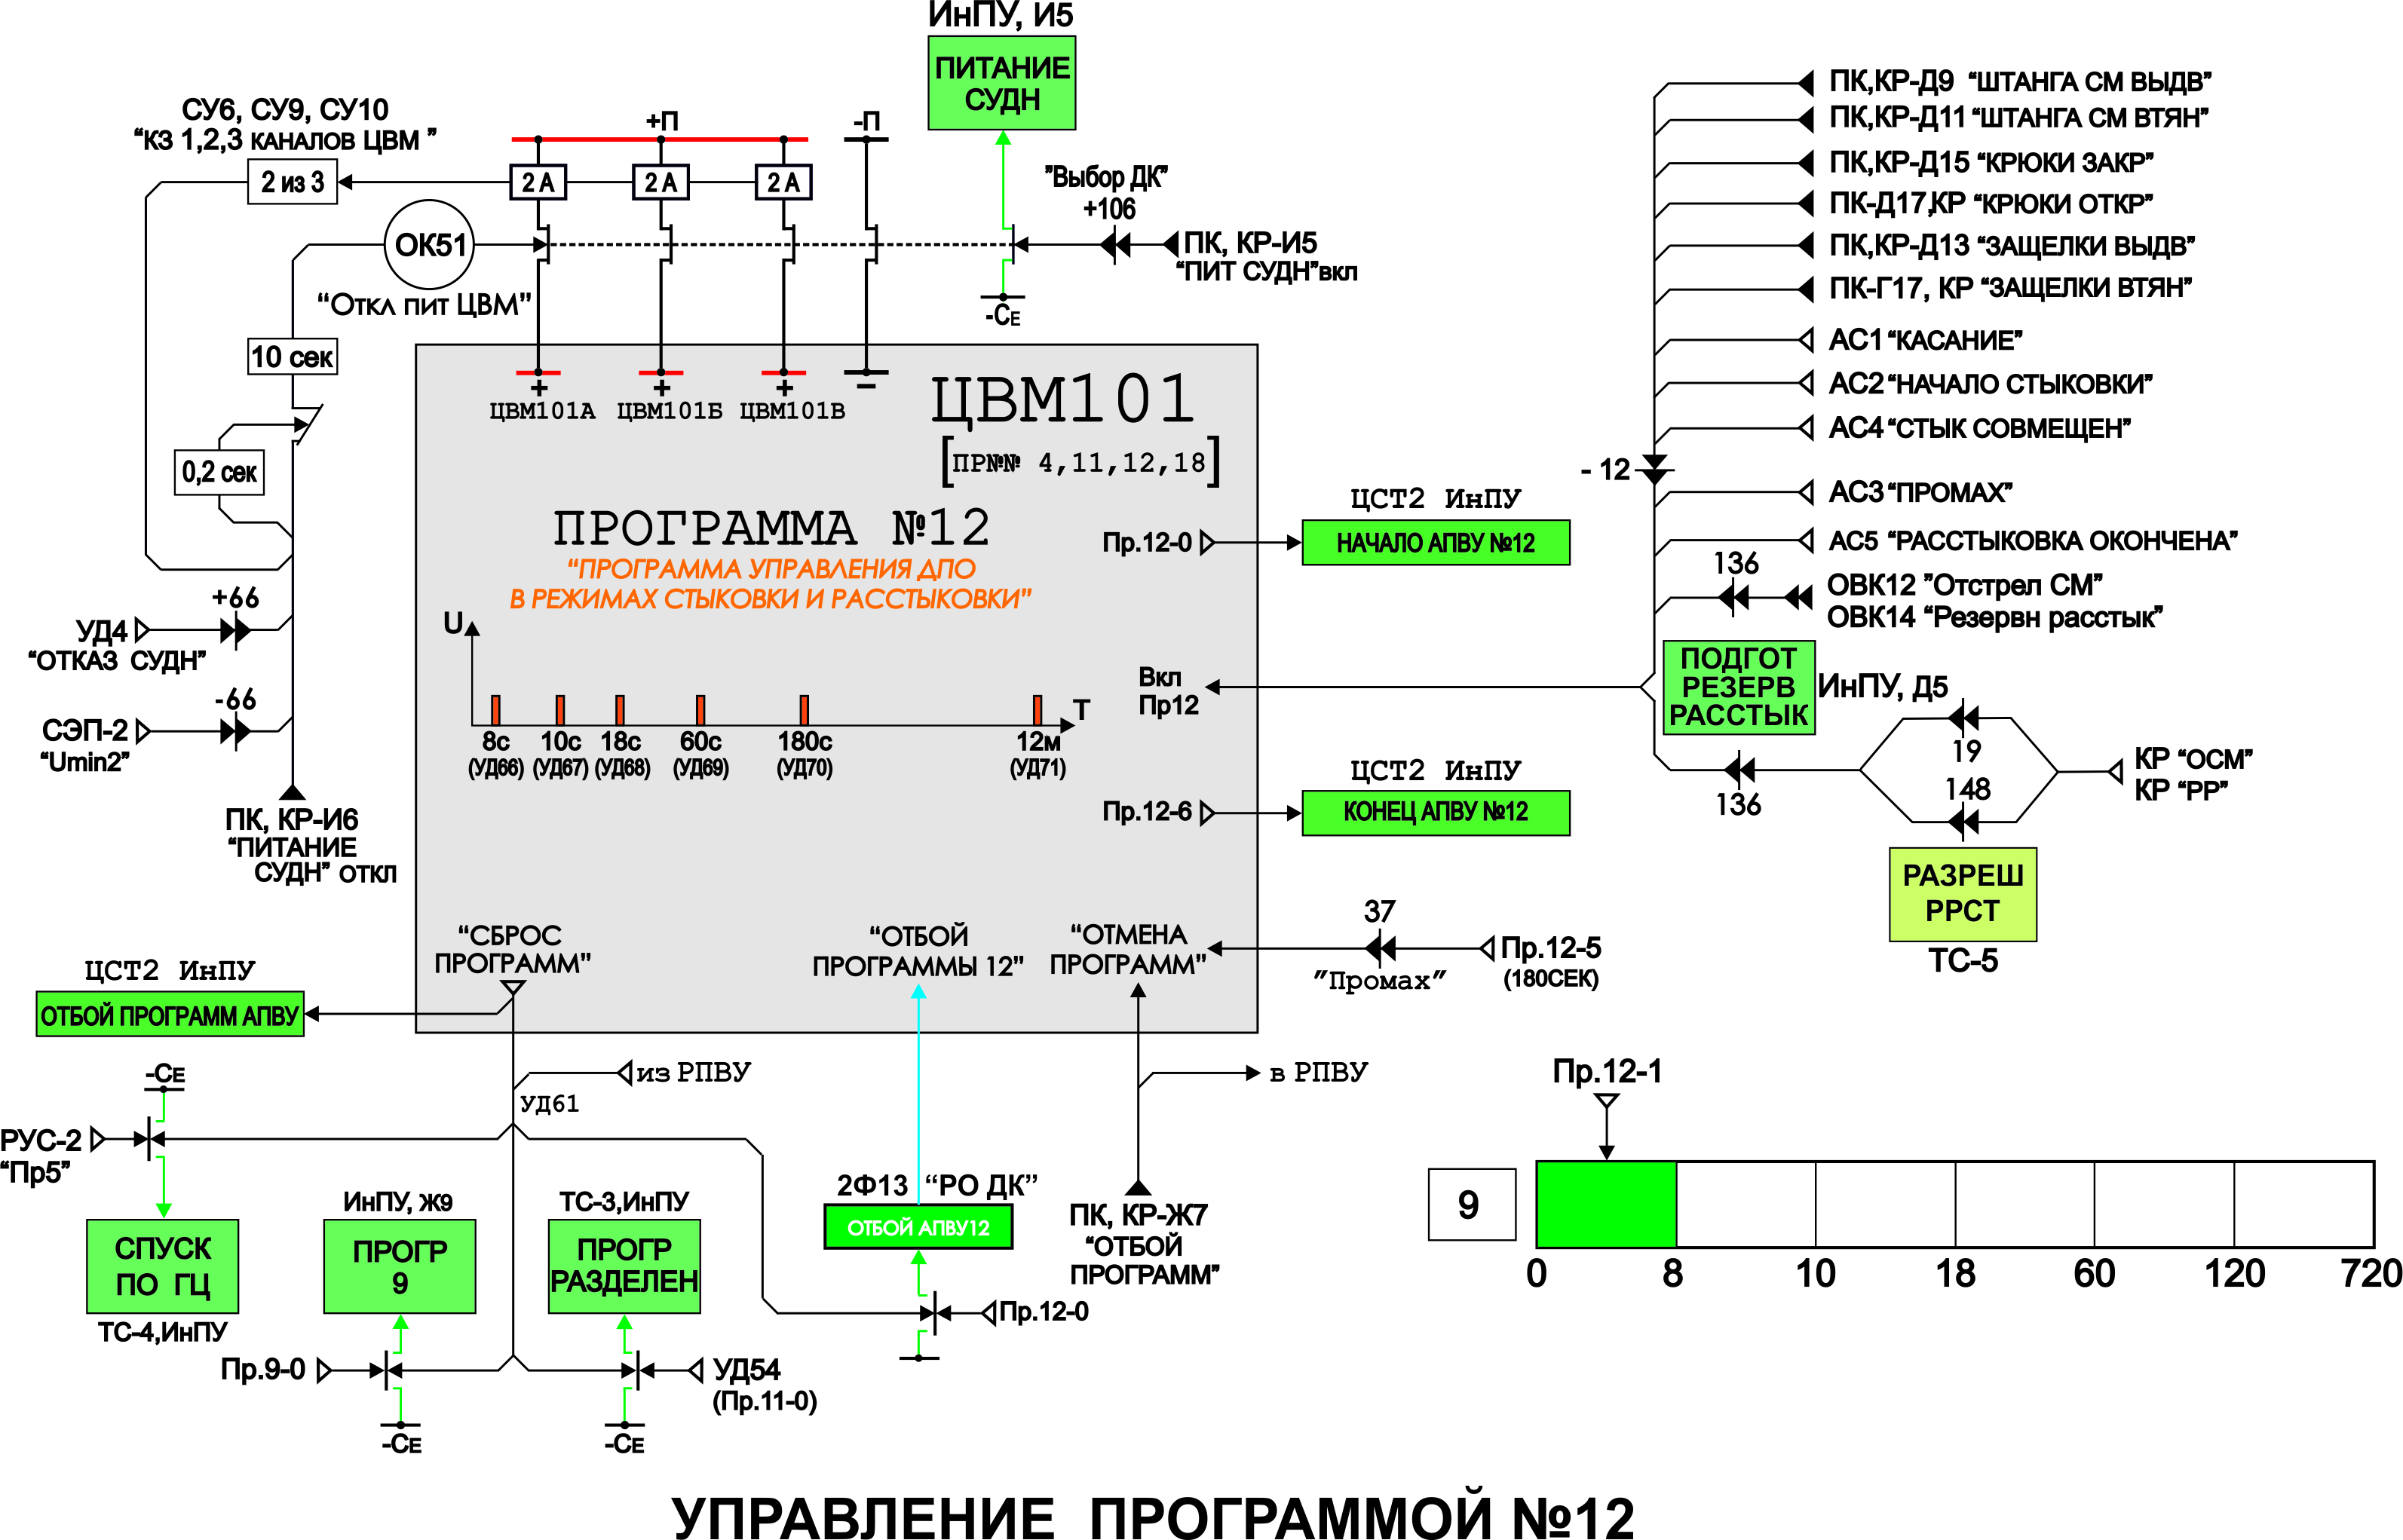 ИнПУ, И5
ПИТАНИЕ
СУДН
СУ6, СУ9, СУ10
“КЗ 1,2,3 КАНАЛОВ ЦВМ ”
+П
-П
2 из 3
2 А
2 А
2 А
”Выбор ДК”
+106
ОК51
“Откл пит ЦВМ”
ПК, КР-И5
“ПИТ СУДН”вкл
-СЕ
10 сек
0,2 сек
+
+
+
–
ЦВМ101А
ЦВМ101Б
ЦВМ101В
ЦВМ101
[ПР№№ 4,11,12,18]
ПРОГРАММА №12
“ПРОГРАММА УПРАВЛЕНИЯ ДПО
В РЕЖИМАХ СТЫКОВКИ И РАССТЫКОВКИ”
U
T
8с
10с
18с
60с
180с
12м
(УД66)
(УД67)
(УД68)
(УД69)
(УД70)
(УД71)
+66
УД4
“ОТКАЗ СУДН”
-66
СЭП-2
“Umin2”
ПК, КР-И6
“ПИТАНИЕ
СУДН” ОТКЛ
Пр.12-0
ЦСТ2 ИнПУ
НАЧАЛО АПВУ №12
Вкл
Пр12
Пр.12-6
ЦСТ2 ИнПУ
КОНЕЦ АПВУ №12
ПК,КР-Д9 “ШТАНГА СМ ВЫДВ”
ПК,КР-Д11 “ШТАНГА СМ ВТЯН”
ПК,КР-Д15 “КРЮКИ ЗАКР”
ПК-Д17,КР “КРЮКИ ОТКР”
ПК,КР-Д13 “ЗАЩЕЛКИ ВЫДВ”
ПК-Г17, КР “ЗАЩЕЛКИ ВТЯН”
АС1 “КАСАНИЕ”
АС2 “НАЧАЛО СТЫКОВКИ”
АС4 “СТЫК СОВМЕЩЕН”
- 12
АС3 “ПРОМАХ”
АС5 “РАССТЫКОВКА ОКОНЧЕНА”
136
ОВК12 ”Отстрел СМ”
ОВК14 “Резервн расстык”
ПОДГОТ
РЕЗЕРВ
РАССТЫК
ИнПУ, Д5
19
148
136
КР “ОСМ”
КР “РР”
РАЗРЕШ
РРСТ
ТС-5
“СБРОС
ПРОГРАММ”
“ОТБОЙ
ПРОГРАММЫ 12”
“ОТМЕНА
ПРОГРАММ”
37
”Промах”
Пр.12-5
(180СЕК)
ЦСТ2 ИнПУ
ОТБОЙ ПРОГРАММ АПВУ
из РПВУ
УД61
в РПВУ
-СЕ
РУС-2
“Пр5”
СПУСК
ПО ГЦ
ТС-4,ИнПУ
ИнПУ, Ж9
ПРОГР
9
Пр.9-0
-СЕ
ТС-3,ИнПУ
ПРОГР
РАЗДЕЛЕН
УД54
(Пр.11-0)
-СЕ
2Ф13 “РО ДК”
ОТБОЙ АПВУ12
Пр.12-0
ПК, КР-Ж7
“ОТБОЙ
ПРОГРАММ”
Пр.12-1
9
0
8
10
18
60
120
720
УПРАВЛЕНИЕ ПРОГРАММОЙ №12